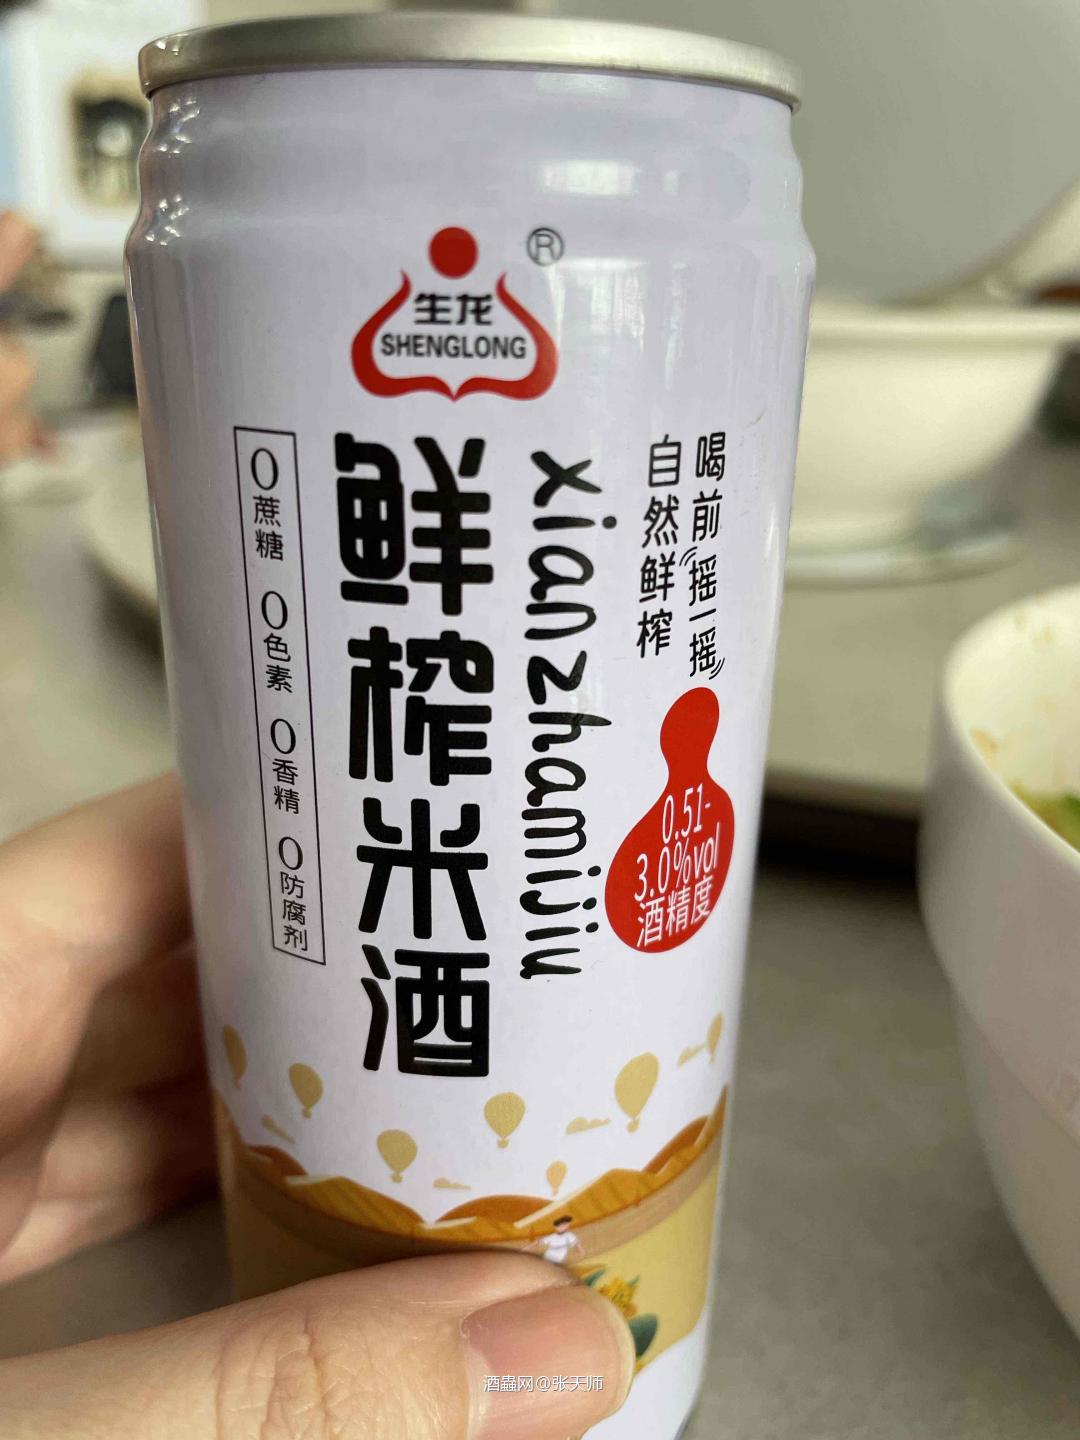 ®
生龙
SHENGLONG
喝前摇一摇
自然鲜榨
xianzhamijiu
鲜榨米酒
0蔗糖 0色素 0香精 0防腐剂
0.51-
3.0%vol
酒精度
酒蟲网@张天师